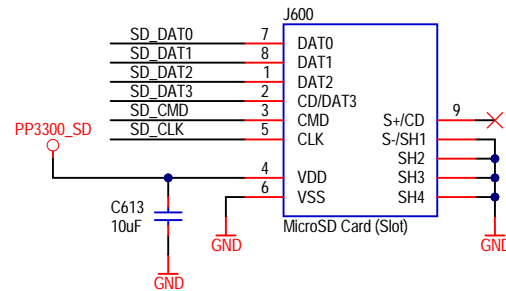 J600
SD_DAT0 7 DAT0
SD_DAT1 8 DAT1
SD_DAT2 1 DAT2
SD_DAT3 2 CD/DAT3
SD_CMD 3 CMD S+/CD 9
SD_CLK 5 CLK S-/SH1
PP3300_SD
SH2
4 VDD SH3
6 VSS SH4
C613
10uF
MicroSD Card (Slot)
GND
GND
GND